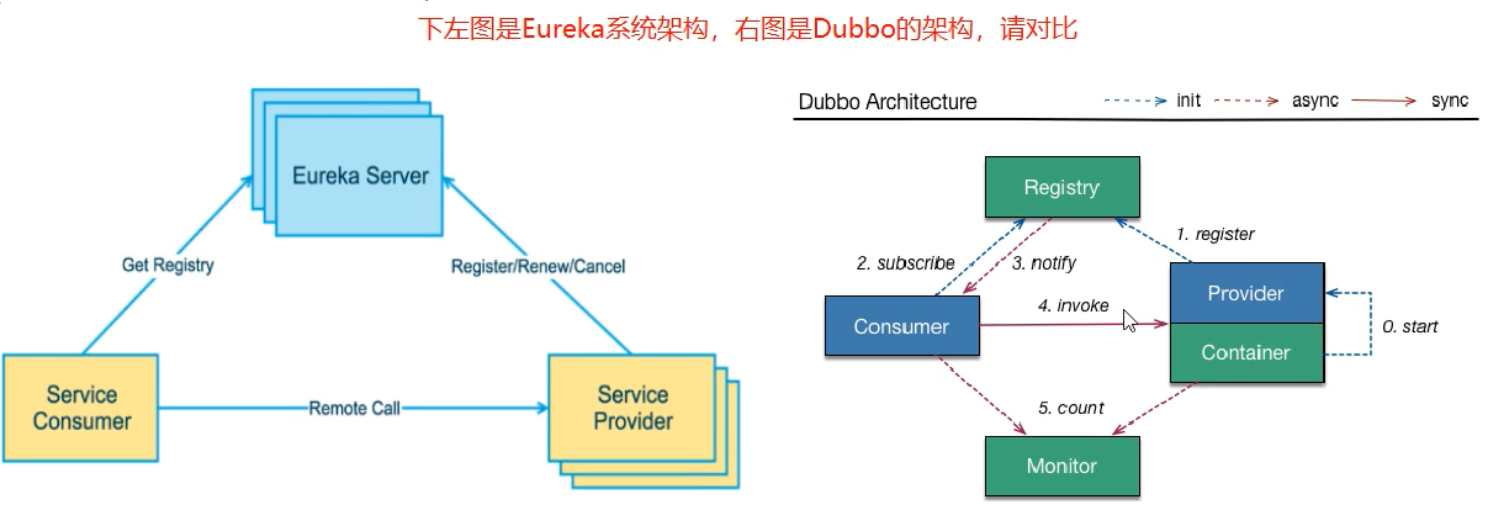 下左图是Eureka系统架构，右图是Dubbo的架构，请对比
Eureka Server
Get Registry
Register/Renew/Cancel
Service
Consumer
Remote Call
Service
Provider
Dubbo Architecture
init
async
sync
Registry
1. register
2. subscribe
3. notify
Provider
Consumer
4. invoke
0. start
Container
5. count
Monitor